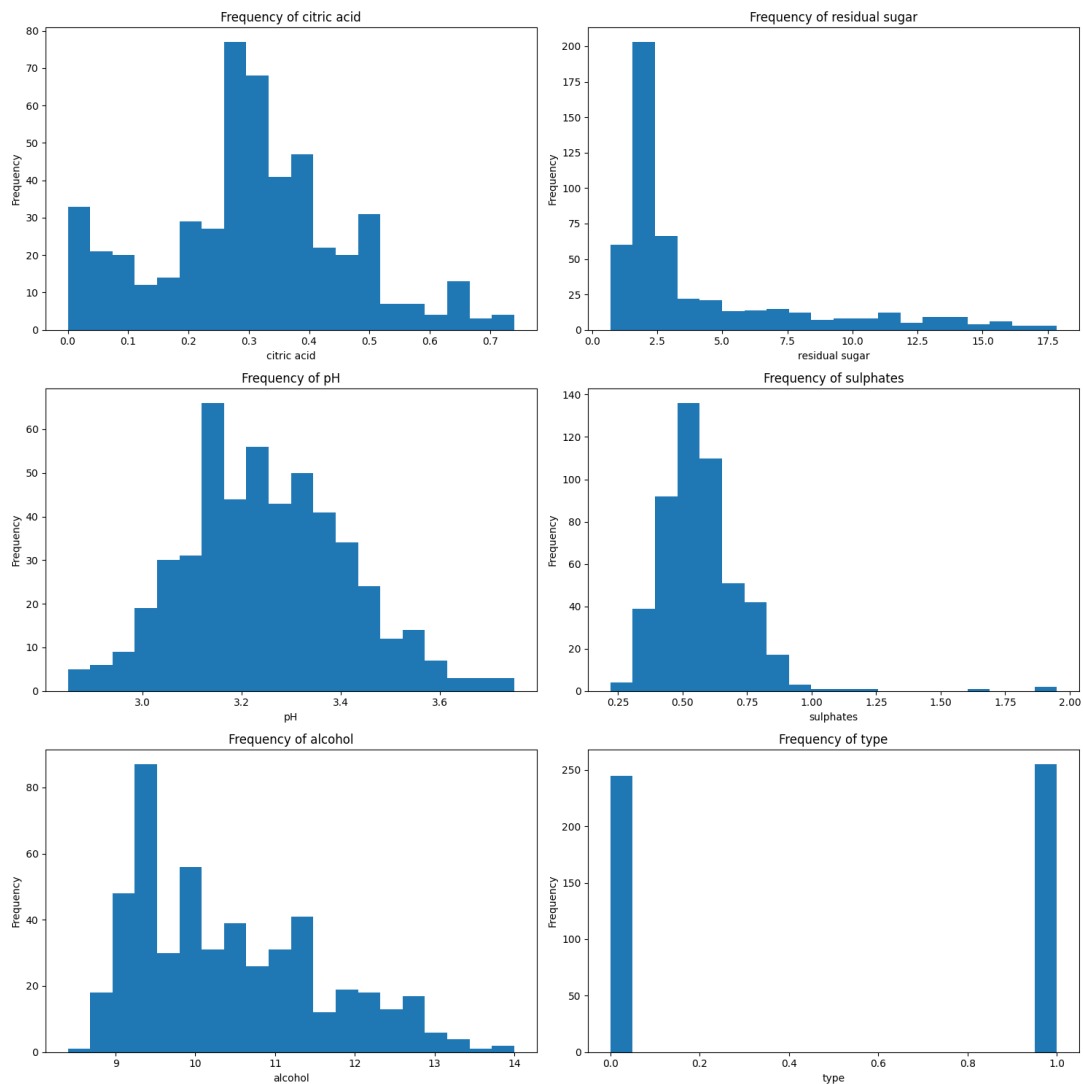 Frequency of citric acid
Frequency
80
70
60
50
40
30
20
10
0
0.0 0.1 0.2 0.3 0.4 0.5 0.6 0.7
citric acid
Frequency of residual sugar
Frequency
200
175
150
125
100
75
50
25
0
0.0 2.5 5.0 7.5 10.0 12.5 15.0 17.5
residual sugar
Frequency of pH
Frequency
60
50
40
30
20
10
0
3.0 3.2 3.4 3.6
pH
Frequency of sulphates
Frequency
140
120
100
80
60
40
20
0
0.25 0.50 0.75 1.00 1.25 1.50 1.75 2.00
sulphates
Frequency of alcohol
Frequency
80
60
40
20
0
9 10 11 12 13 14
alcohol
Frequency of type
Frequency
250
200
150
100
50
0
0.0 0.2 0.4 0.6 0.8 1.0
type